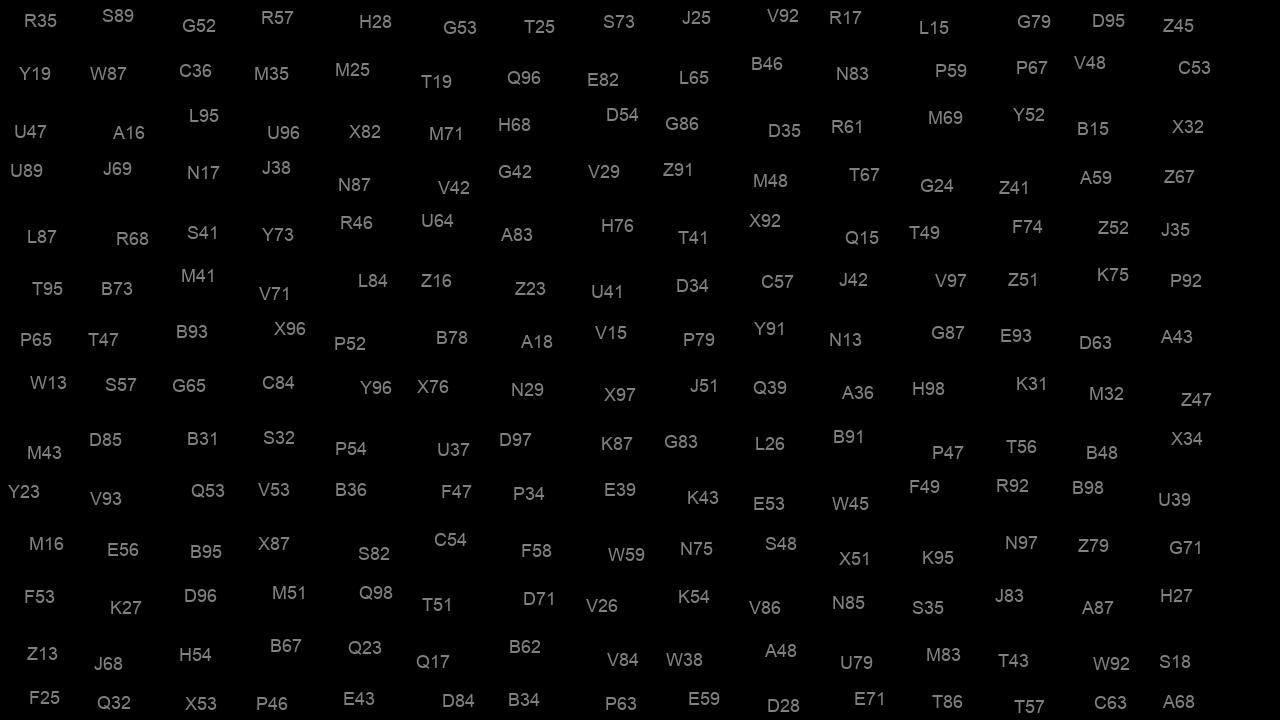 R35 S89 G52 R57 H28 G53 T25 S73 J25 V92 R17 L15 G79 D95 Z45
Y19 W87 C36 M35 M25 T19 Q96 E82 L65 B46 N83 P59 P67 V48 C53
U47 A16 L95 U96 X82 M71 H68 D54 G86 D35 R61 M69 Y52 B15 X32
U89 J69 N17 J38 N87 V42 G42 V29 Z91 M48 T67 G24 Z41 A59 Z67
L87 R68 S41 Y73 R46 U64 A83 H76 T41 X92 Q15 T49 F74 Z52 J35
T95 B73 M41 V71 L84 Z16 Z23 U41 D34 C57 J42 V97 Z51 K75 P92
P65 T47 B93 X96 P52 B78 A18 V15 P79 Y91 N13 G87 E93 D63 A43
W13 S57 G65 C84 Y96 X76 N29 X97 J51 Q39 A36 H98 K31 M32 Z47
M43 D85 B31 S32 P54 U37 D97 K87 G83 L26 B91 P47 T56 B48 X34
Y23 V93 Q53 V53 B36 F47 P34 E39 K43 E53 W45 F49 R92 B98 U39
M16 E56 B95 X87 S82 C54 F58 W59 N75 S48 X51 K95 N97 Z79 G71
F53 K27 D96 M51 Q98 T51 D71 V26 K54 V86 N85 S35 J83 A87 H27
Z13 J68 H54 B67 Q23 Q17 B62 V84 W38 A48 U79 M83 T43 W92 S18
F25 Q32 X53 P46 E43 D84 B34 P63 E59 D28 E71 T86 T57 C63 A68